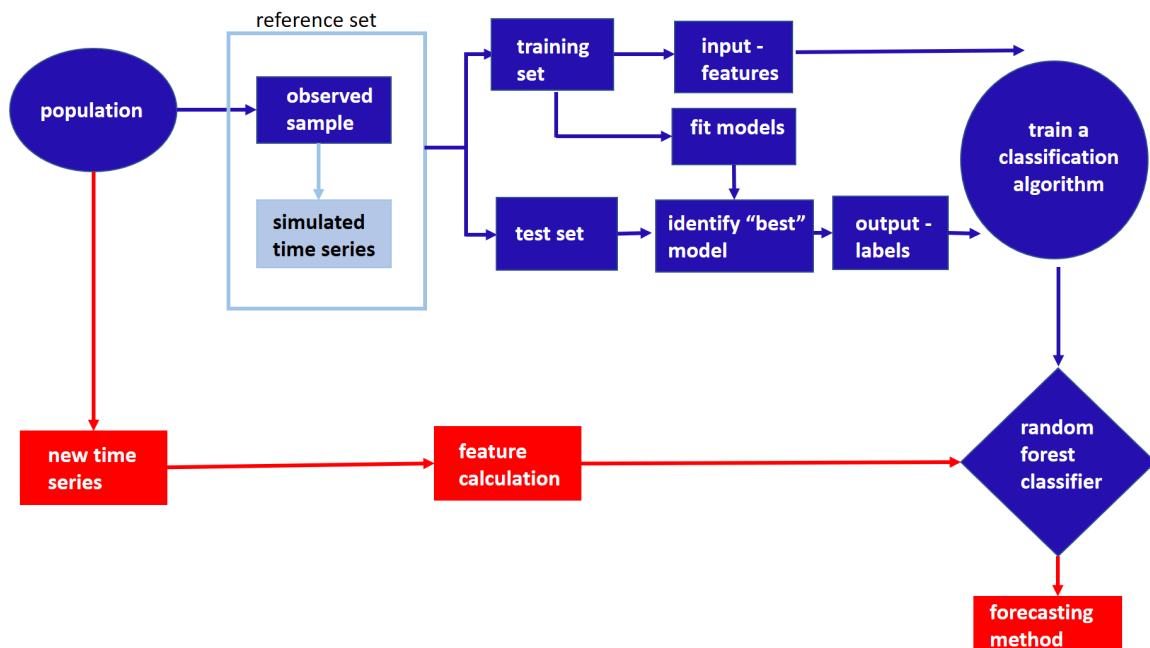 reference set
population
observed
sample
simulated
time series
training
set
input -
features
fit models
test set
identify “best”
model
output -
labels
train a
classification
algorithm
new time
series
feature
calculation
random
forest
classifier
forecasting
method